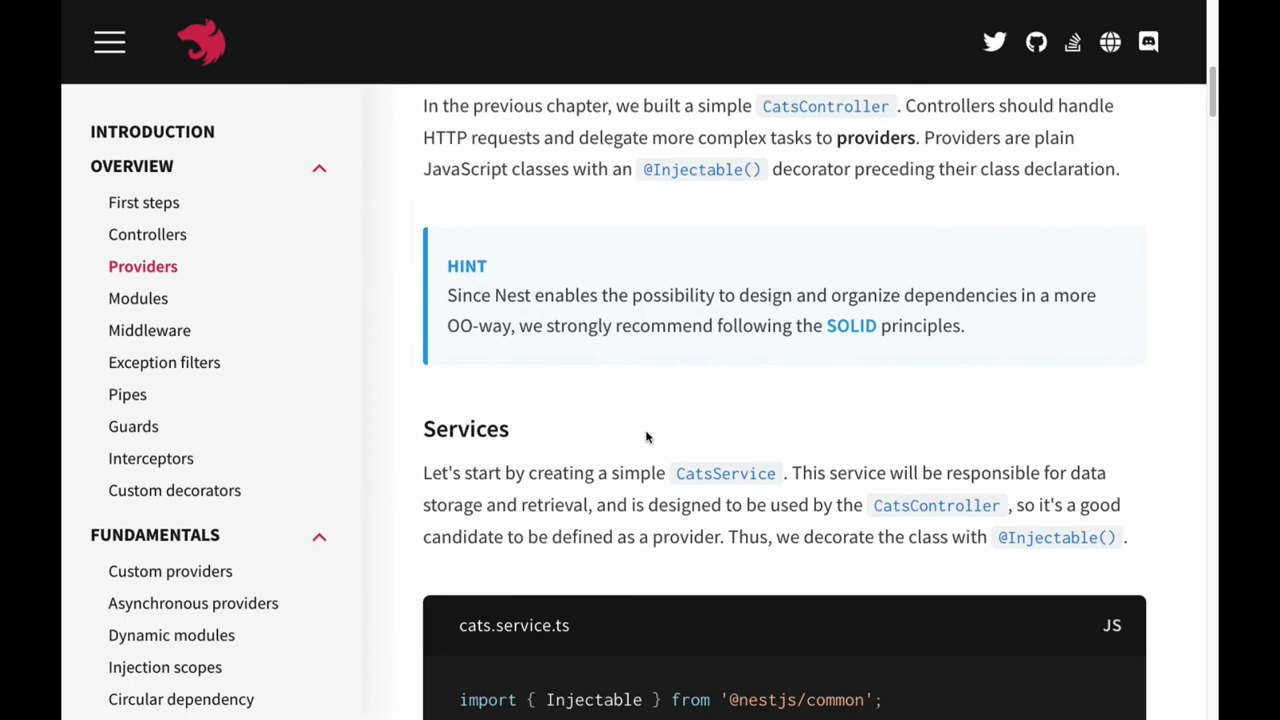 INTRODUCTION
OVERVIEW
First steps
Controllers
Providers
Modules
Middleware
Exception filters
Pipes
Guards
Interceptors
Custom decorators
FUNDAMENTALS
Custom providers
Asynchronous providers
Dynamic modules
Injection scopes
Circular dependency
In the previous chapter, we built a simple CatsController. Controllers should handle
HTTP requests and delegate more complex tasks to providers. Providers are plain
JavaScript classes with an @Injectable() decorator preceding their class declaration.
HINT
Since Nest enables the possibility to design and organize dependencies in a more
OO-way, we strongly recommend following the SOLID principles.
Services
Let's start by creating a simple CatsService. This service will be responsible for data
storage and retrieval, and is designed to be used by the CatsController, so it's a good
candidate to be defined as a provider. Thus, we decorate the class with @Injectable().
cats.service.ts JS
import { Injectable } from '@nestjs/common';